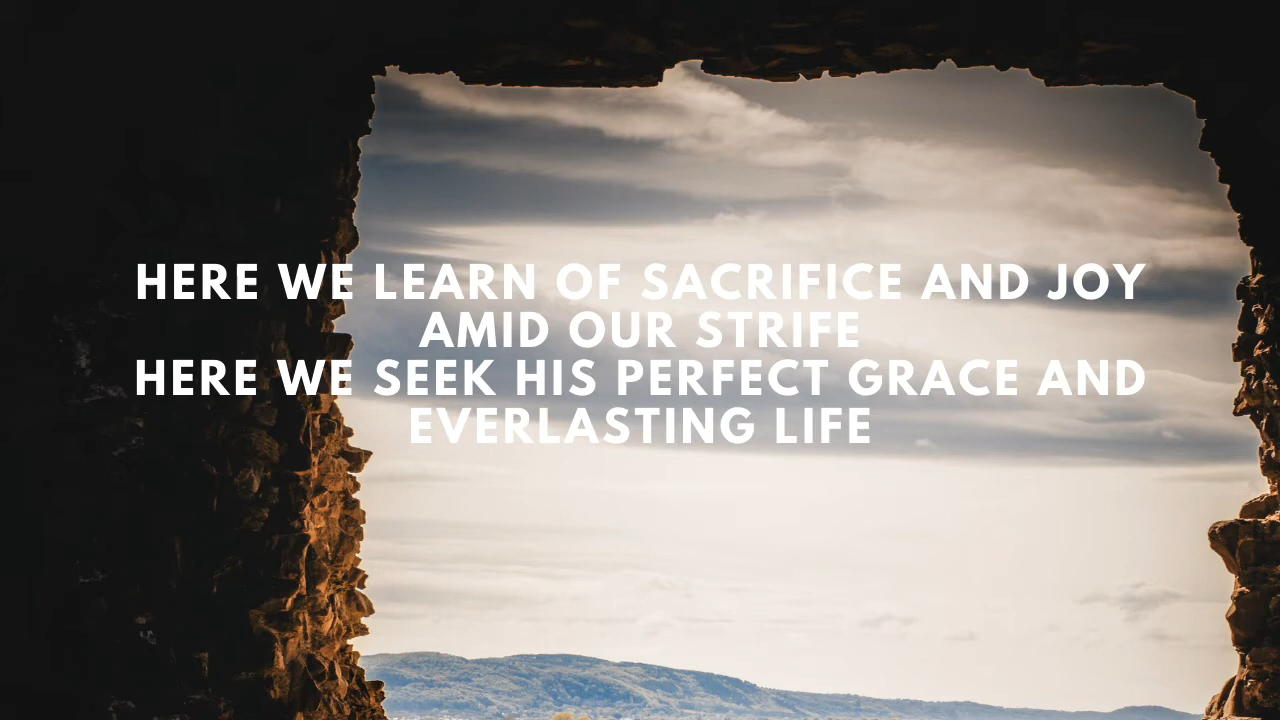 HERE WE LEARN OF SACRIFICE AND JOY
AMID OUR STRIFE
HERE WE SEEK HIS PERFECT GRACE AND
EVERLASTING LIFE